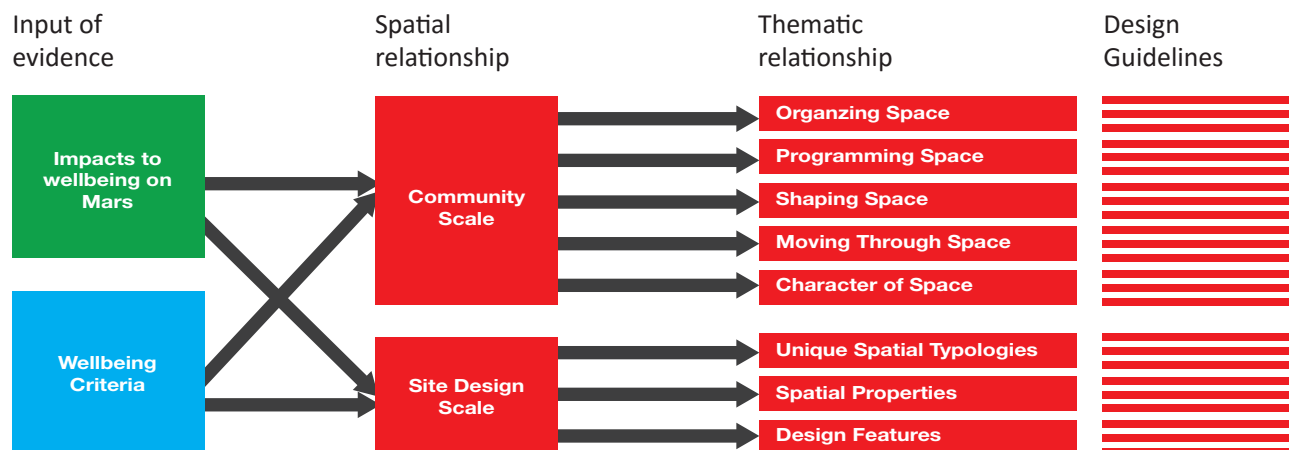 Input of
evidence
Spatial
relationship
Thematic
relationship
Design
Guidelines
Impacts to
wellbeing on
Mars
Wellbeing
Criteria
Community
Scale
Site Design
Scale
Organzing Space
Programming Space
Shaping Space
Moving Through Space
Character of Space
Unique Spatial Typologies
Spatial Properties
Design Features